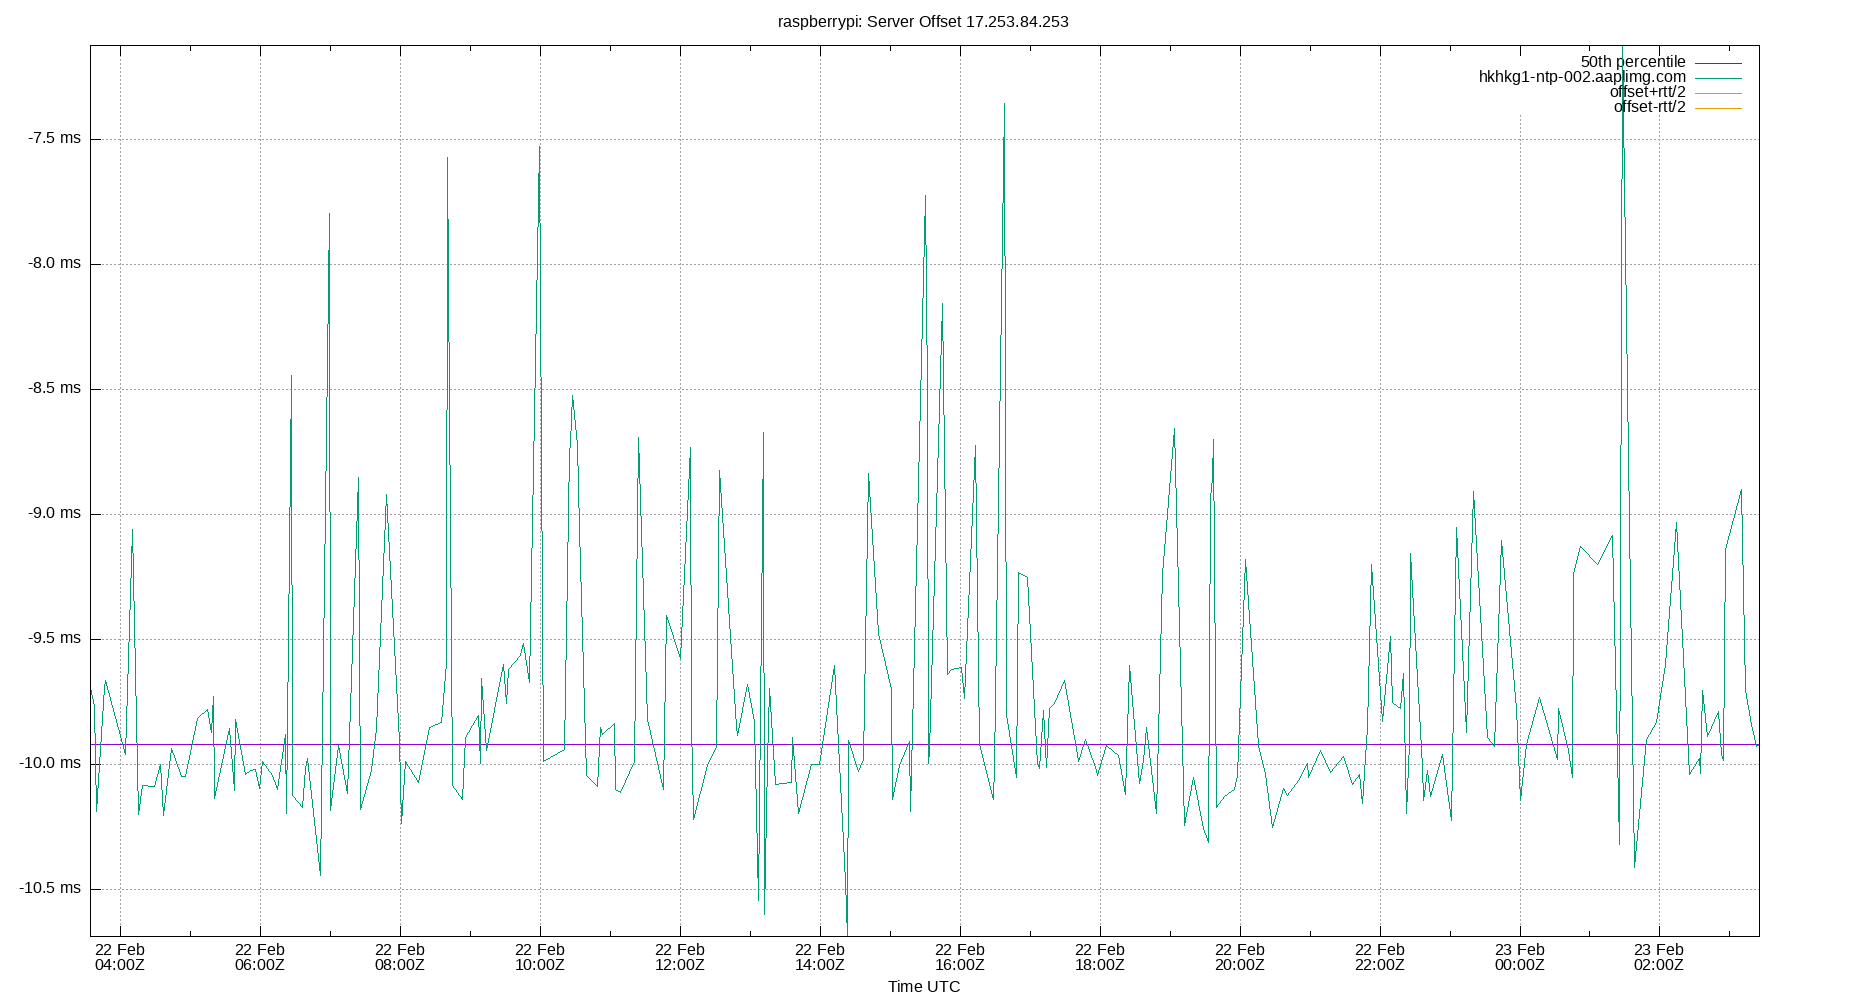 raspberrypi: Server Offset 17.253.84.253
50th percentile
hkhkg1-ntp-002.aaplimg.com
offset+rtt/2
offset-rtt/2
-7.5 ms
-8.0 ms
-8.5 ms
-9.0 ms
-9.5 ms
-10.0 ms
-10.5 ms
22 Feb 22 Feb 22 Feb 22 Feb 22 Feb 22 Feb 22 Feb 22 Feb 22 Feb 22 Feb 23 Feb 23 Feb
04:00Z 06:00Z 08:00Z 10:00Z 12:00Z 14:00Z 16:00Z 18:00Z 20:00Z 22:00Z 00:00Z 02:00Z
Time UTC